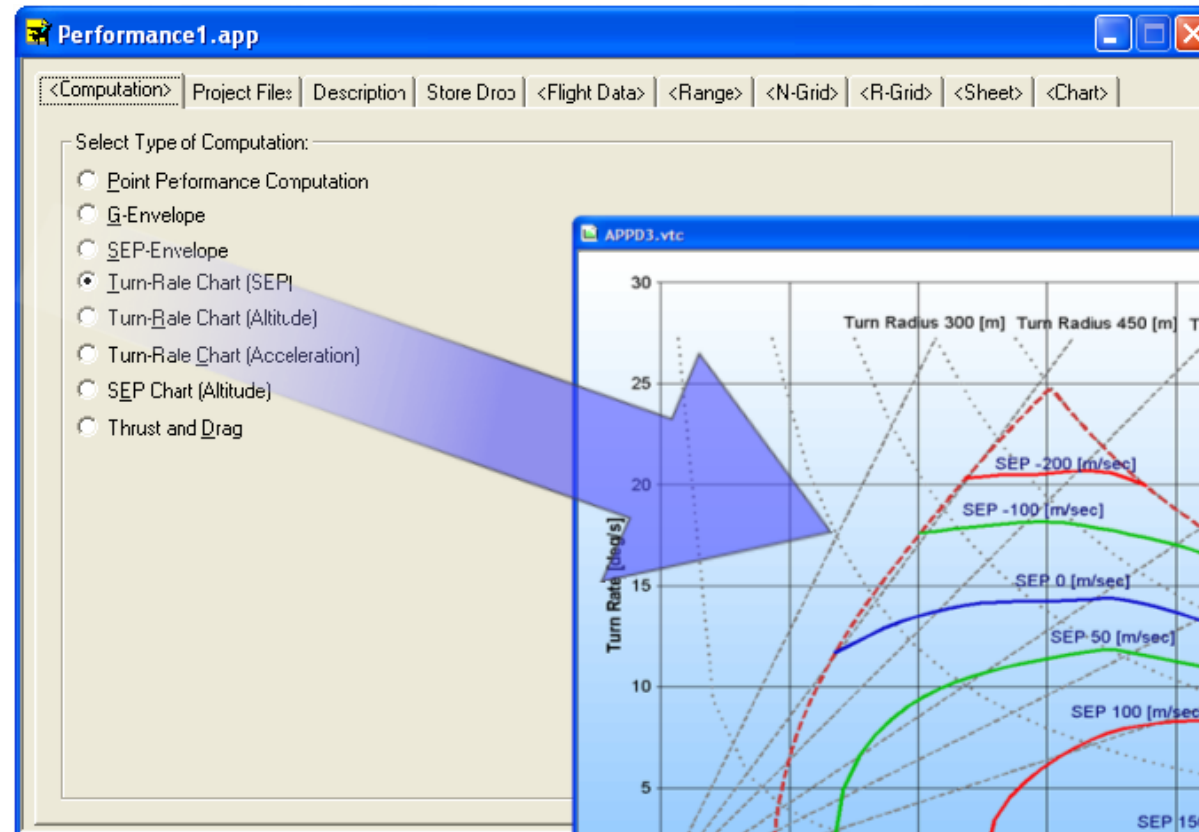 Performance1.app
<Computation> Project Files Description Store Drop <Flight Data> <Range> <N-Grid> <R-Grid> <Sheet> <Chart>
Select Type of Computation:
Point Performance Computation
G-Envelope
SEP-Envelope
Turn-Rate Chart (SEP)
Turn-Rate Chart (Altitude)
Turn-Rate Chart (Acceleration)
SEP Chart (Altitude)
Thrust and Drag
APPD3.vtc
30
Turn Radius 300 [m] Turn Radius 450 [m] T
25
SEP -200 [m/sec]
20
SEP -100 [m/sec]
Turn Rate [deg/s]
15
SEP 0 [m/sec]
SEP 50 [m/sec]
10
SEP 100 [m/sec
5
SEP 150